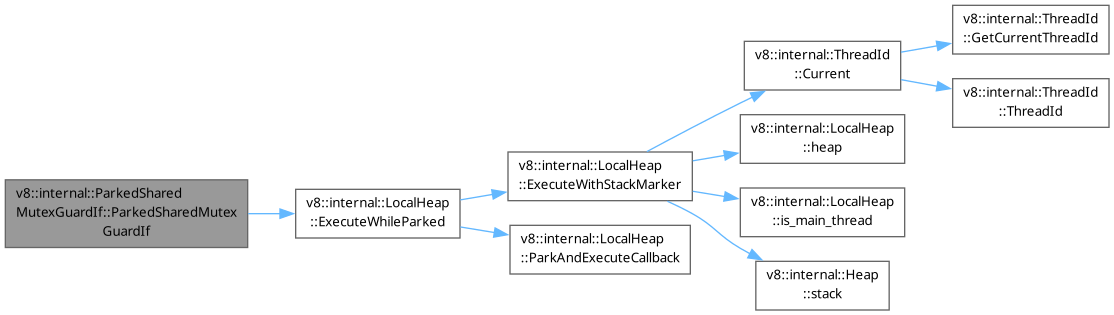 v8::internal::ParkedShared
MutexGuardIf::ParkedSharedMutex
GuardIf
v8::internal::LocalHeap
::ExecuteWhileParked
v8::internal::LocalHeap
::ExecuteWithStackMarker
v8::internal::LocalHeap
::ParkAndExecuteCallback
v8::internal::ThreadId
::Current
v8::internal::LocalHeap
::heap
v8::internal::LocalHeap
::is_main_thread
v8::internal::Heap
::stack
v8::internal::ThreadId
::GetCurrentThreadId
v8::internal::ThreadId
::ThreadId